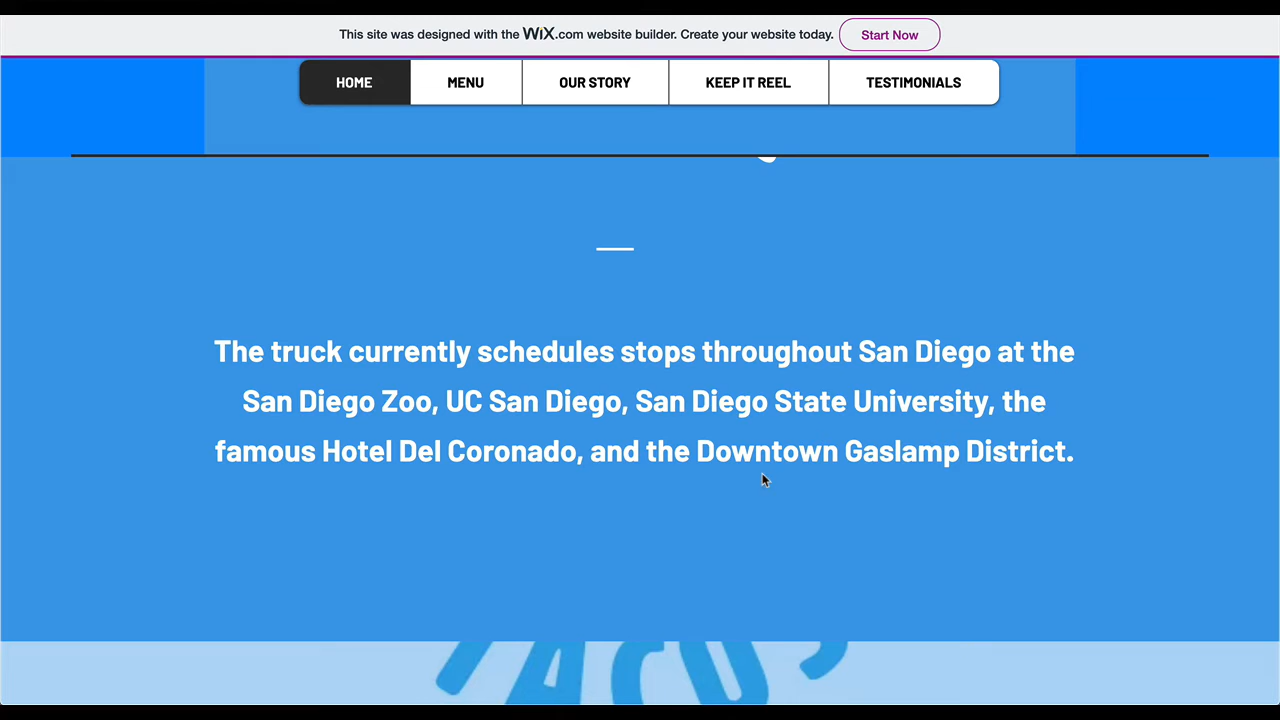 This site was designed with the WiX.com website builder. Create your website today. Start Now
HOME MENU OUR STORY KEEP IT REEL TESTIMONIALS
The truck currently schedules stops throughout San Diego at the
San Diego Zoo, UC San Diego, San Diego State University, the
famous Hotel Del Coronado, and the Downtown Gaslamp District.
TACOS